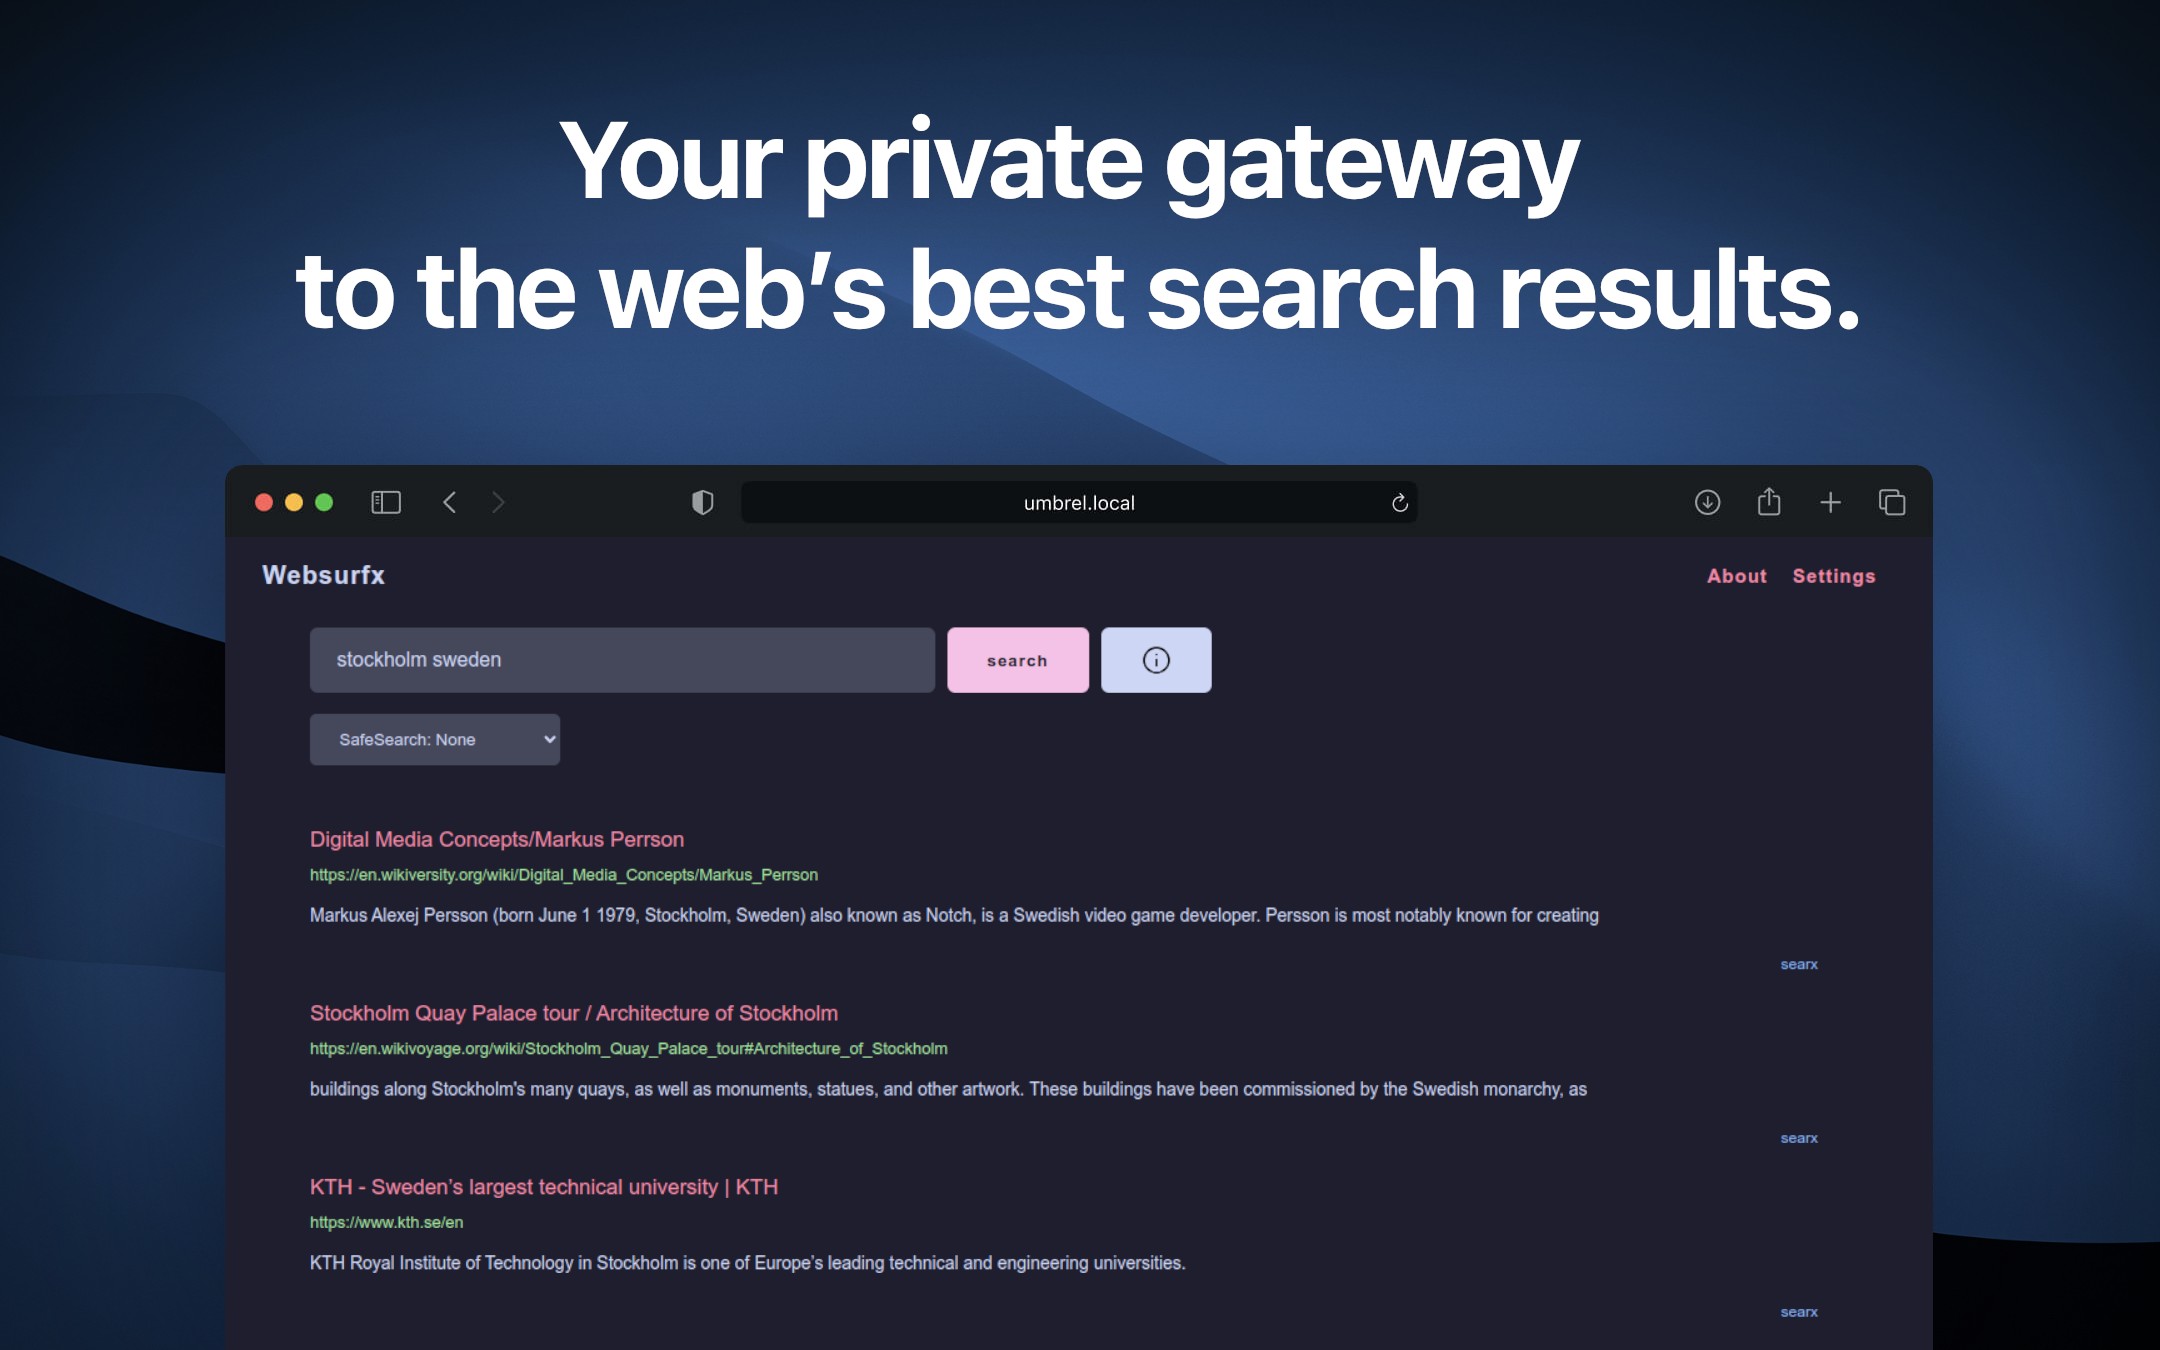 Your private gateway
to the web’s best search results.
umbrel.local
Websurfx
About Settings
stockholm sweden
search
SafeSearch: None
Digital Media Concepts/Markus Perrson
https://en.wikiversity.org/wiki/Digital_Media_Concepts/Markus_Perrson
Markus Alexej Persson (born June 1 1979, Stockholm, Sweden) also known as Notch, is a Swedish video game developer. Persson is most notably known for creating
searx
Stockholm Quay Palace tour / Architecture of Stockholm
https://en.wikivoyage.org/wiki/Stockholm_Quay_Palace_tour#Architecture_of_Stockholm
buildings along Stockholm's many quays, as well as monuments, statues, and other artwork. These buildings have been commissioned by the Swedish monarchy, as
searx
KTH - Sweden’s largest technical university | KTH
https://www.kth.se/en
KTH Royal Institute of Technology in Stockholm is one of Europe’s leading technical and engineering universities.
searx